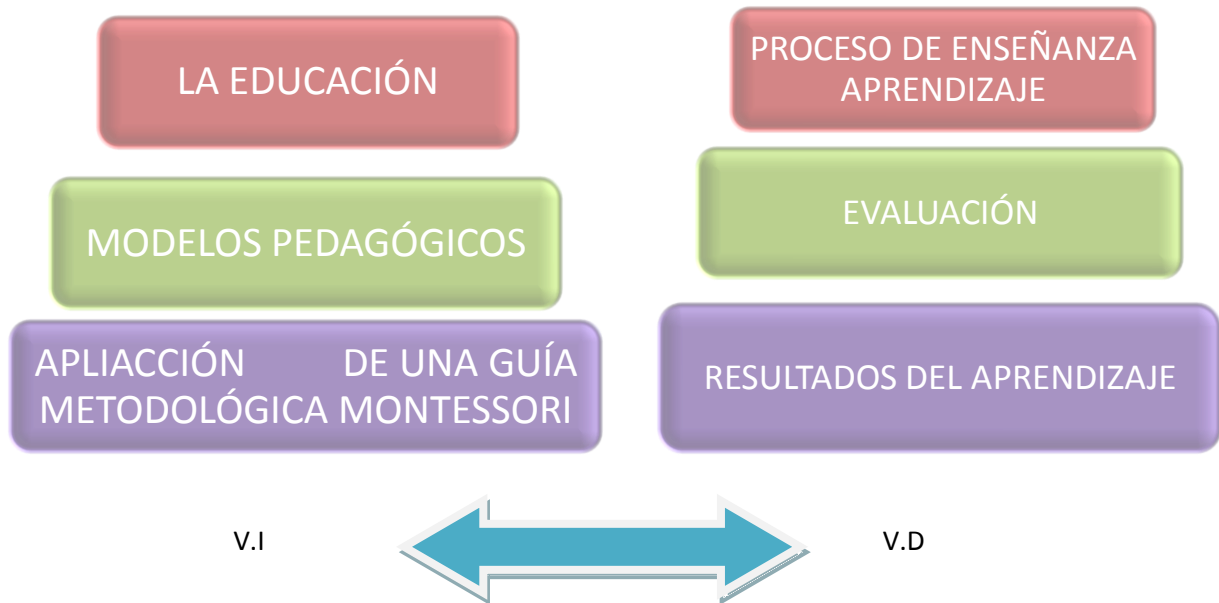 LA EDUCACIÓN
MODELOS PEDAGÓGICOS
APLIACCIÓN DE UNA GUÍA
METODOLÓGICA MONTESSORI
V.I
PROCESO DE ENSEÑANZA
APRENDIZAJE
EVALUACIÓN
RESULTADOS DEL APRENDIZAJE
V.D